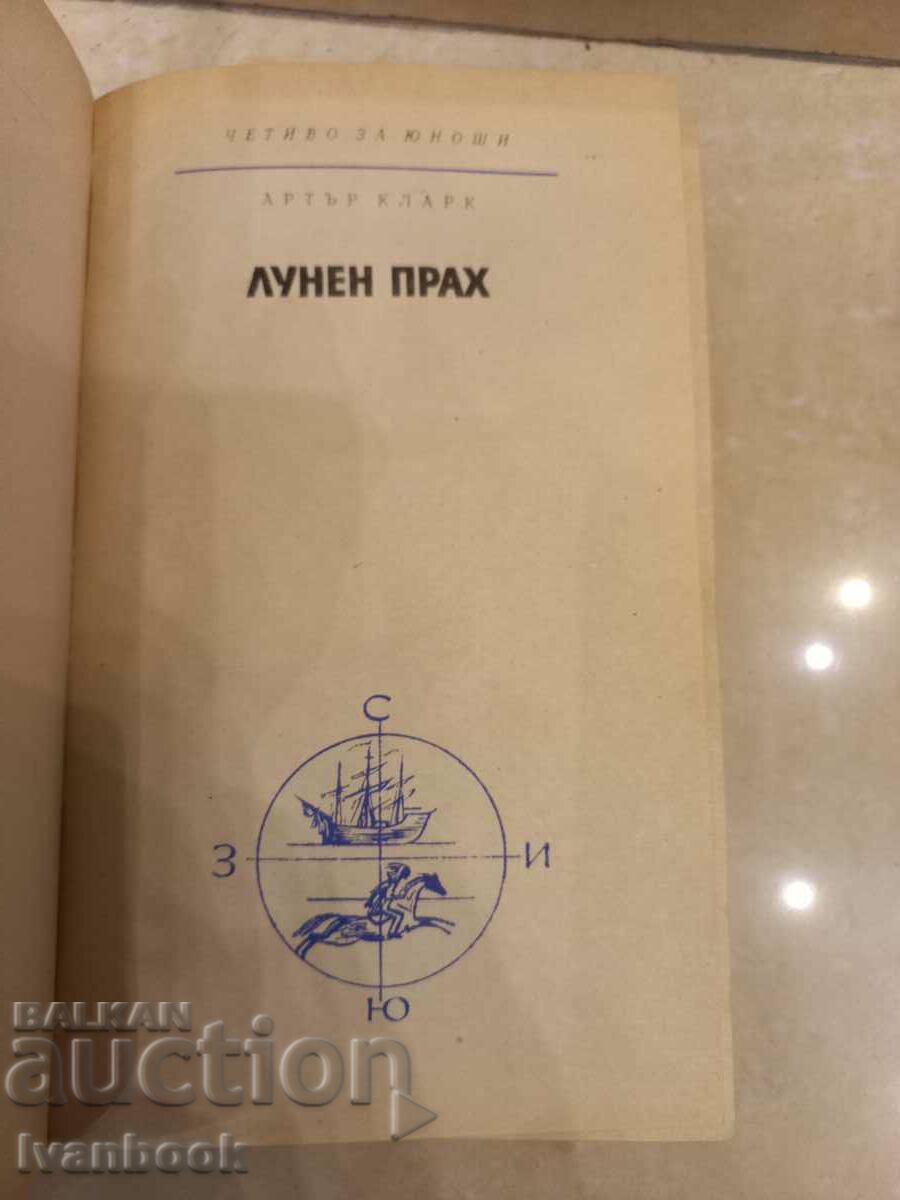 ЧЕТИВО ЗА ЮНОШИ
АРТЪР КЛАРК
ЛУНЕН ПРАХ
С
З И
Ю
BALKAN
auction
Ivanbook